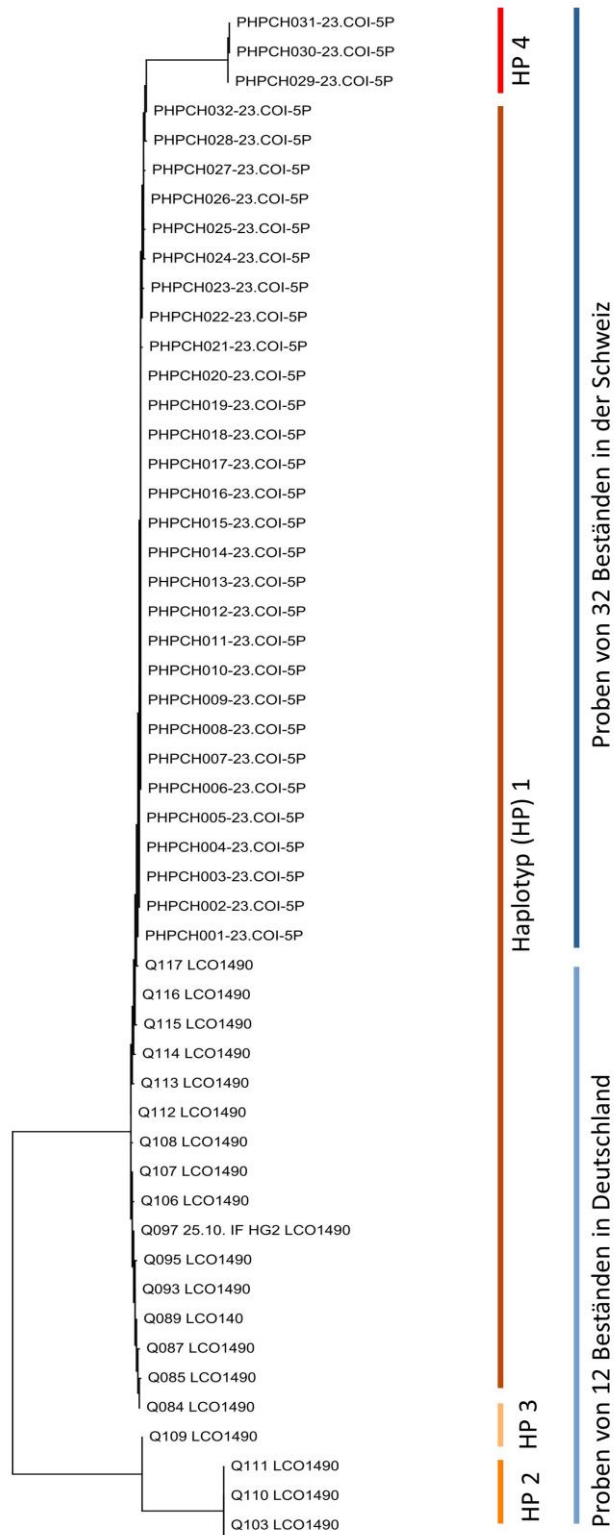 PHPCH031-23.COI-5P
PHPCH030-23.COI-5P
PHPCH029-23.COI-5P
PHPCH032-23.COI-5P
PHPCH028-23.COI-5P
PHPCH027-23.COI-5P
PHPCH026-23.COI-5P
PHPCH025-23.COI-5P
PHPCH024-23.COI-5P
PHPCH023-23.COI-5P
PHPCH022-23.COI-5P
PHPCH021-23.COI-5P
PHPCH020-23.COI-5P
PHPCH019-23.COI-5P
PHPCH018-23.COI-5P
PHPCH017-23.COI-5P
PHPCH016-23.COI-5P
PHPCH015-23.COI-5P
PHPCH014-23.COI-5P
PHPCH013-23.COI-5P
PHPCH012-23.COI-5P
PHPCH011-23.COI-5P
PHPCH010-23.COI-5P
PHPCH009-23.COI-5P
PHPCH008-23.COI-5P
PHPCH007-23.COI-5P
PHPCH006-23.COI-5P
PHPCH005-23.COI-5P
PHPCH004-23.COI-5P
PHPCH003-23.COI-5P
PHPCH002-23.COI-5P
PHPCH001-23.COI-5P
Q117 LCO1490
Q116 LCO1490
Q115 LCO1490
Q114 LCO1490
Q113 LCO1490
Q112 LCO1490
Q108 LCO1490
Q107 LCO1490
Q106 LCO1490
Q097 25.10. IF HG2 LCO1490
Q095 LCO1490
Q093 LCO1490
Q089 LCO140
Q087 LCO1490
Q085 LCO1490
Q084 LCO1490
Q109 LCO1490
Q111 LCO1490
Q110 LCO1490
Q103 LCO1490
HP 4
Haplotyp (HP) 1
HP 3
HP 2
Proben von 32 Beständen in der Schweiz
Proben von 12 Beständen in Deutschland